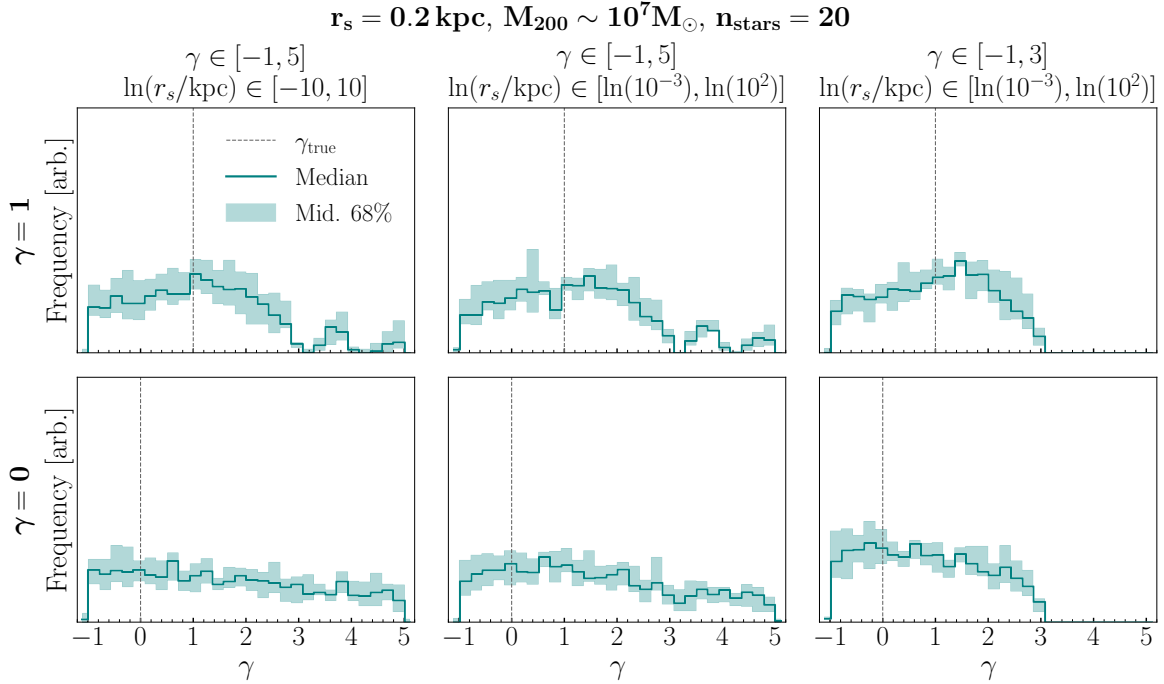 r_s = 0.2 kpc, M_200 ∼ 10^7 M_⊙, n_stars = 20
γ ∈ [−1, 5]
ln(r_s/kpc) ∈ [−10, 10]
γ ∈ [−1, 5]
ln(r_s/kpc) ∈ [ln(10^−3), ln(10^2)]
γ ∈ [−1, 3]
ln(r_s/kpc) ∈ [ln(10^−3), ln(10^2)]
γ = 1
Frequency [arb.]
γ_true
Median
Mid. 68%
γ = 0
Frequency [arb.]
−1 0 1 2 3 4 5
−1 0 1 2 3 4 5
−1 0 1 2 3 4 5
γ
γ
γ